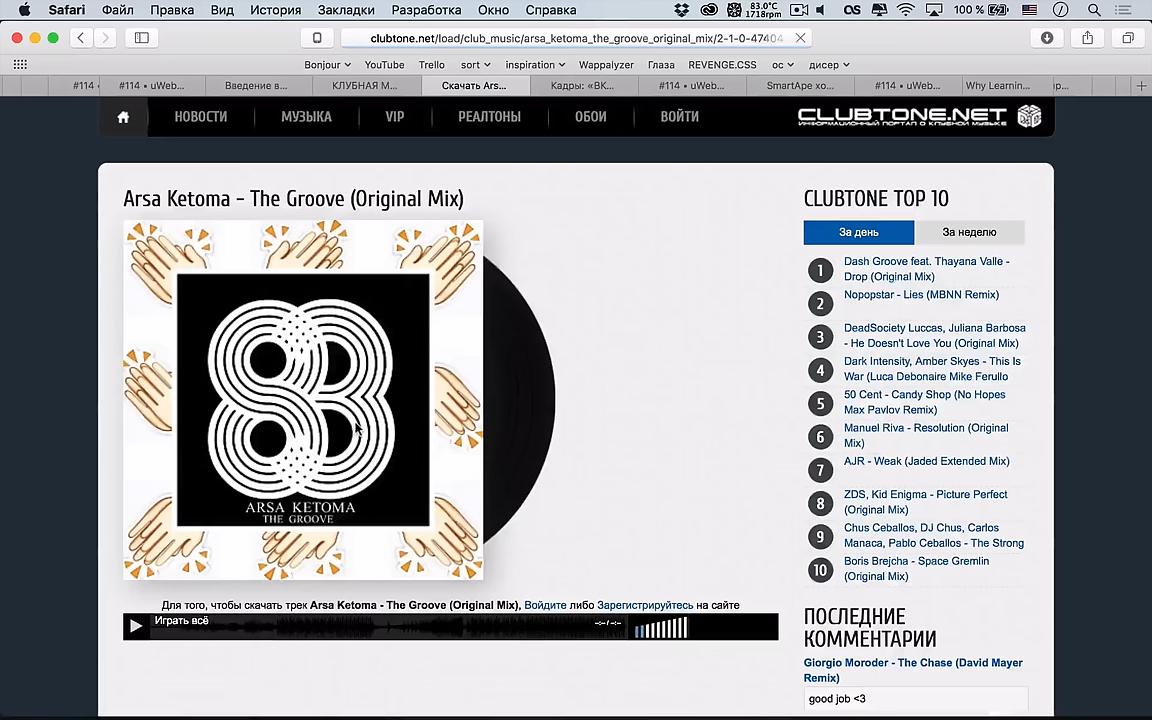 Safari Файл Правка Вид История Закладки Разработка Окно Справка
83.0°C
1718rpm
100 %
clubtone.net/load/club_music/arsa_ketoma_the_groove_original_mix/2-1-0-47404
Bonjour YouTube Trello sort inspiration Wappalyzer Глаза REVENGE.CSS ос дисер
#114 #114 • uWeb... Введение в... КЛУБНАЯ М... Скачать Ars... Кадры: «ВК... #114 • uWeb... SmartApe хо... #114 • uWeb... Why Learnin... р...
НОВОСТИ МУЗЫКА VIP РЕАЛТОНЫ ОБОИ ВОЙТИ
CLUBTONE.NET
ИНФОРМАЦИОННЫЙ ПОРТАЛ О КЛУБНОЙ МУЗЫКЕ
Arsa Ketoma - The Groove (Original Mix)
ARSA KETOMA
THE GROOVE
Для того, чтобы скачать трек Arsa Ketoma - The Groove (Original Mix), Войдите либо Зарегистрируйтесь на сайте
Играть всё
--:-- / --:--
CLUBTONE TOP 10
За день За неделю
1 Dash Groove feat. Thayana Valle -
Drop (Original Mix)
2 Nopopstar - Lies (MBNN Remix)
3 DeadSociety Luccas, Juliana Barbosa
- He Doesn't Love You (Original Mix)
4 Dark Intensity, Amber Skyes - This Is
War (Luca Debonaire Mike Ferullo
5 50 Cent - Candy Shop (No Hopes
Max Pavlov Remix)
6 Manuel Riva - Resolution (Original
Mix)
7 AJR - Weak (Jaded Extended Mix)
8 ZDS, Kid Enigma - Picture Perfect
(Original Mix)
9 Chus Ceballos, DJ Chus, Carlos
Manaca, Pablo Ceballos - The Strong
10 Boris Brejcha - Space Gremlin
(Original Mix)
ПОСЛЕДНИЕ
КОММЕНТАРИИ
Giorgio Moroder - The Chase (David Mayer
Remix)
good job <3